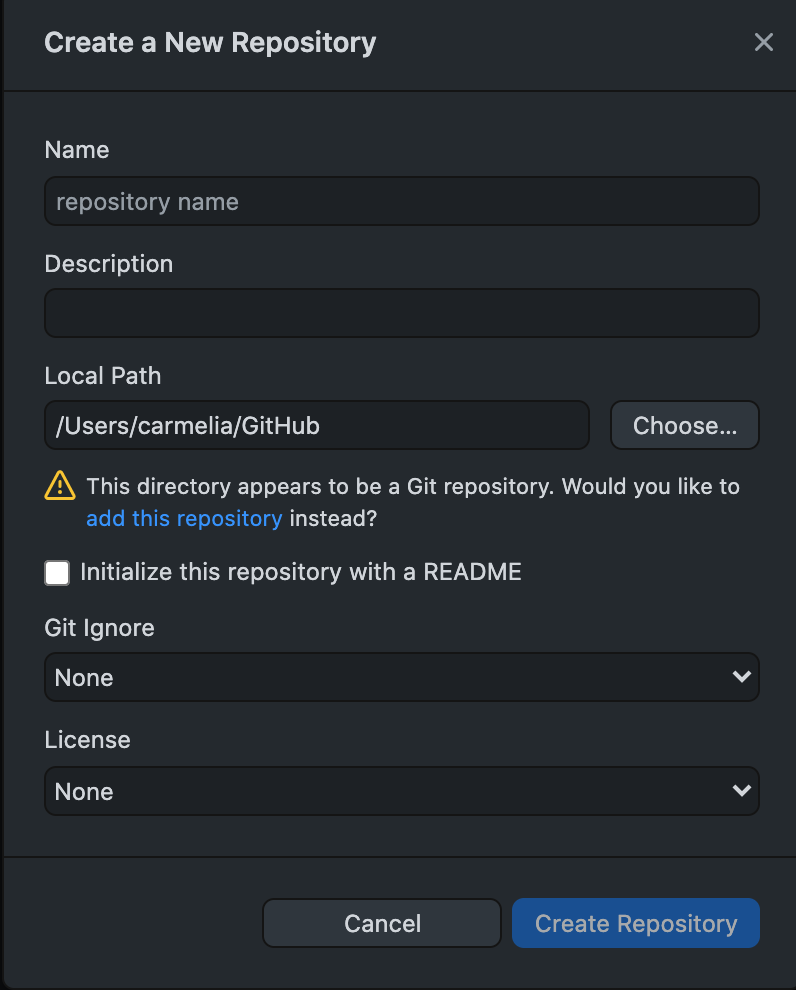 Create a New Repository
Name
repository name
Description
Local Path
/Users/carmelia/GitHub
Choose...
This directory appears to be a Git repository. Would you like to
add this repository instead?
Initialize this repository with a README
Git Ignore
None
License
None
Cancel
Create Repository